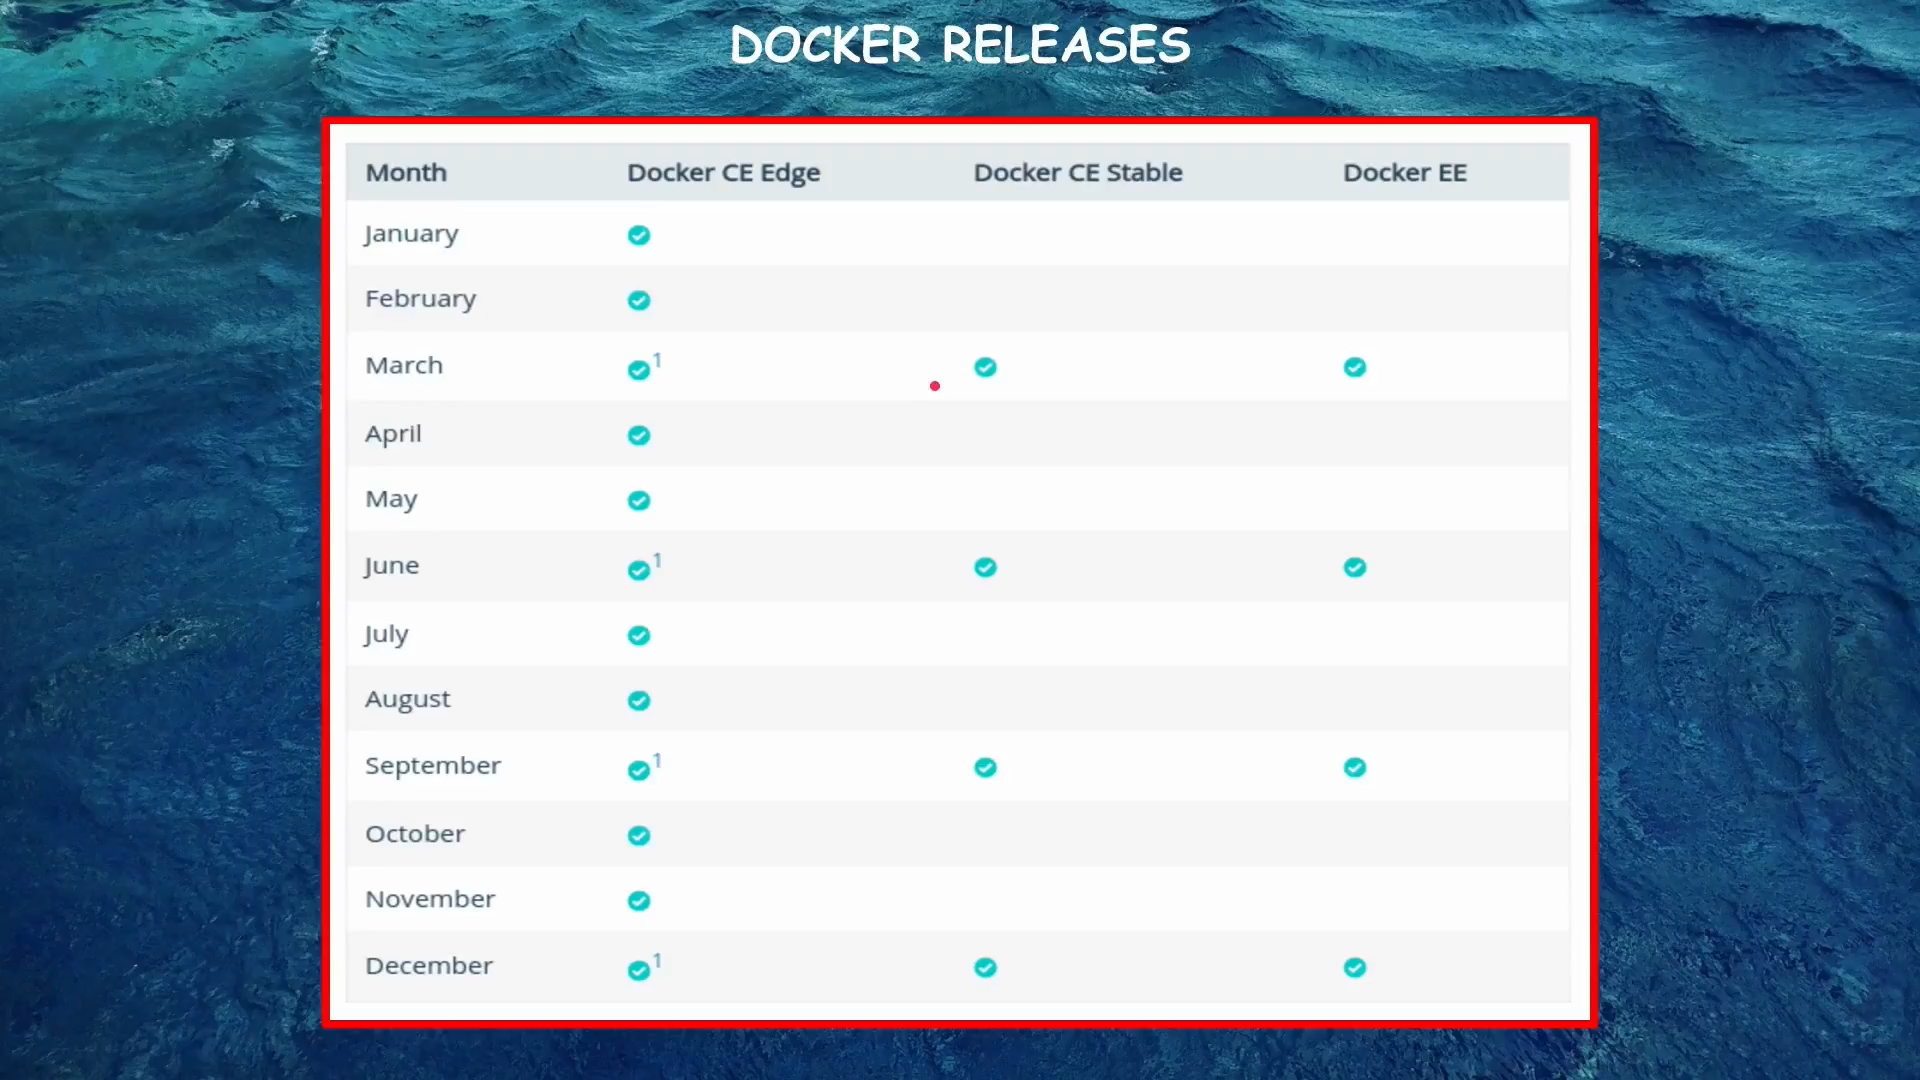 DOCKER RELEASES
Month Docker CE Edge Docker CE Stable Docker EE
January
February
March 1
April
May
June 1
July
August
September 1
October
November
December 1